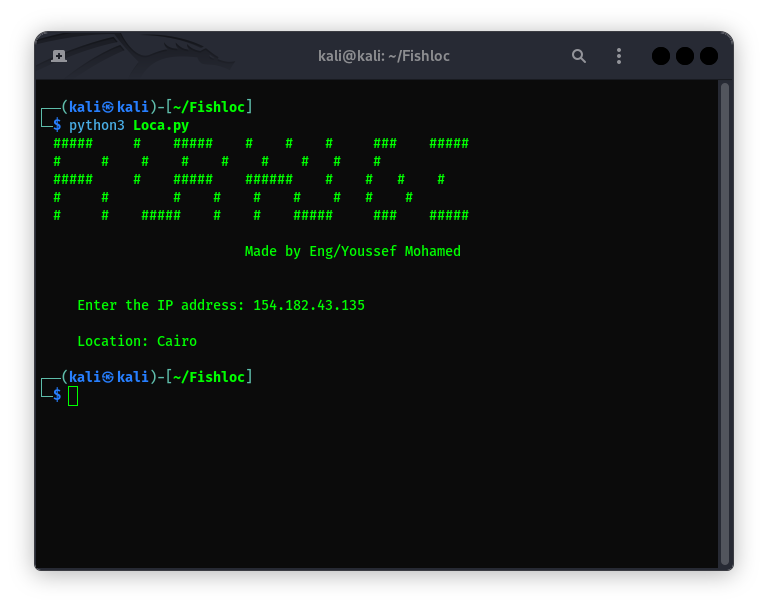 kali@kali: ~/Fishloc
┌──(kali㉿kali)-[~/Fishloc]
└─$ python3 Loca.py
#####     #    #####    #    #    #     ###    #####
#     #    #    #    #    #    #   #    #
#####     #    #####    ######    #    #   #    #
#     #        #    #    #    #    #   #    #
#     #    #####    #    #    #####     ###    #####
Made by Eng/Youssef Mohamed
Enter the IP address: 154.182.43.135
Location: Cairo
┌──(kali㉿kali)-[~/Fishloc]
└─$